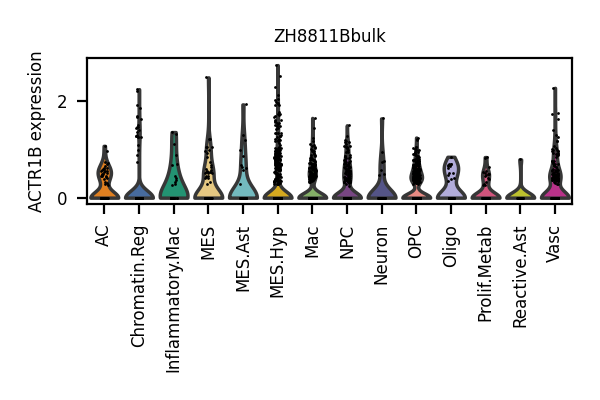 ZH8811Bbulk
ACTR1B expression
2
0
AC
Chromatin.Reg
Inflammatory.Mac
MES
MES.Ast
MES.Hyp
Mac
NPC
Neuron
OPC
Oligo
Prolif.Metab
Reactive.Ast
Vasc